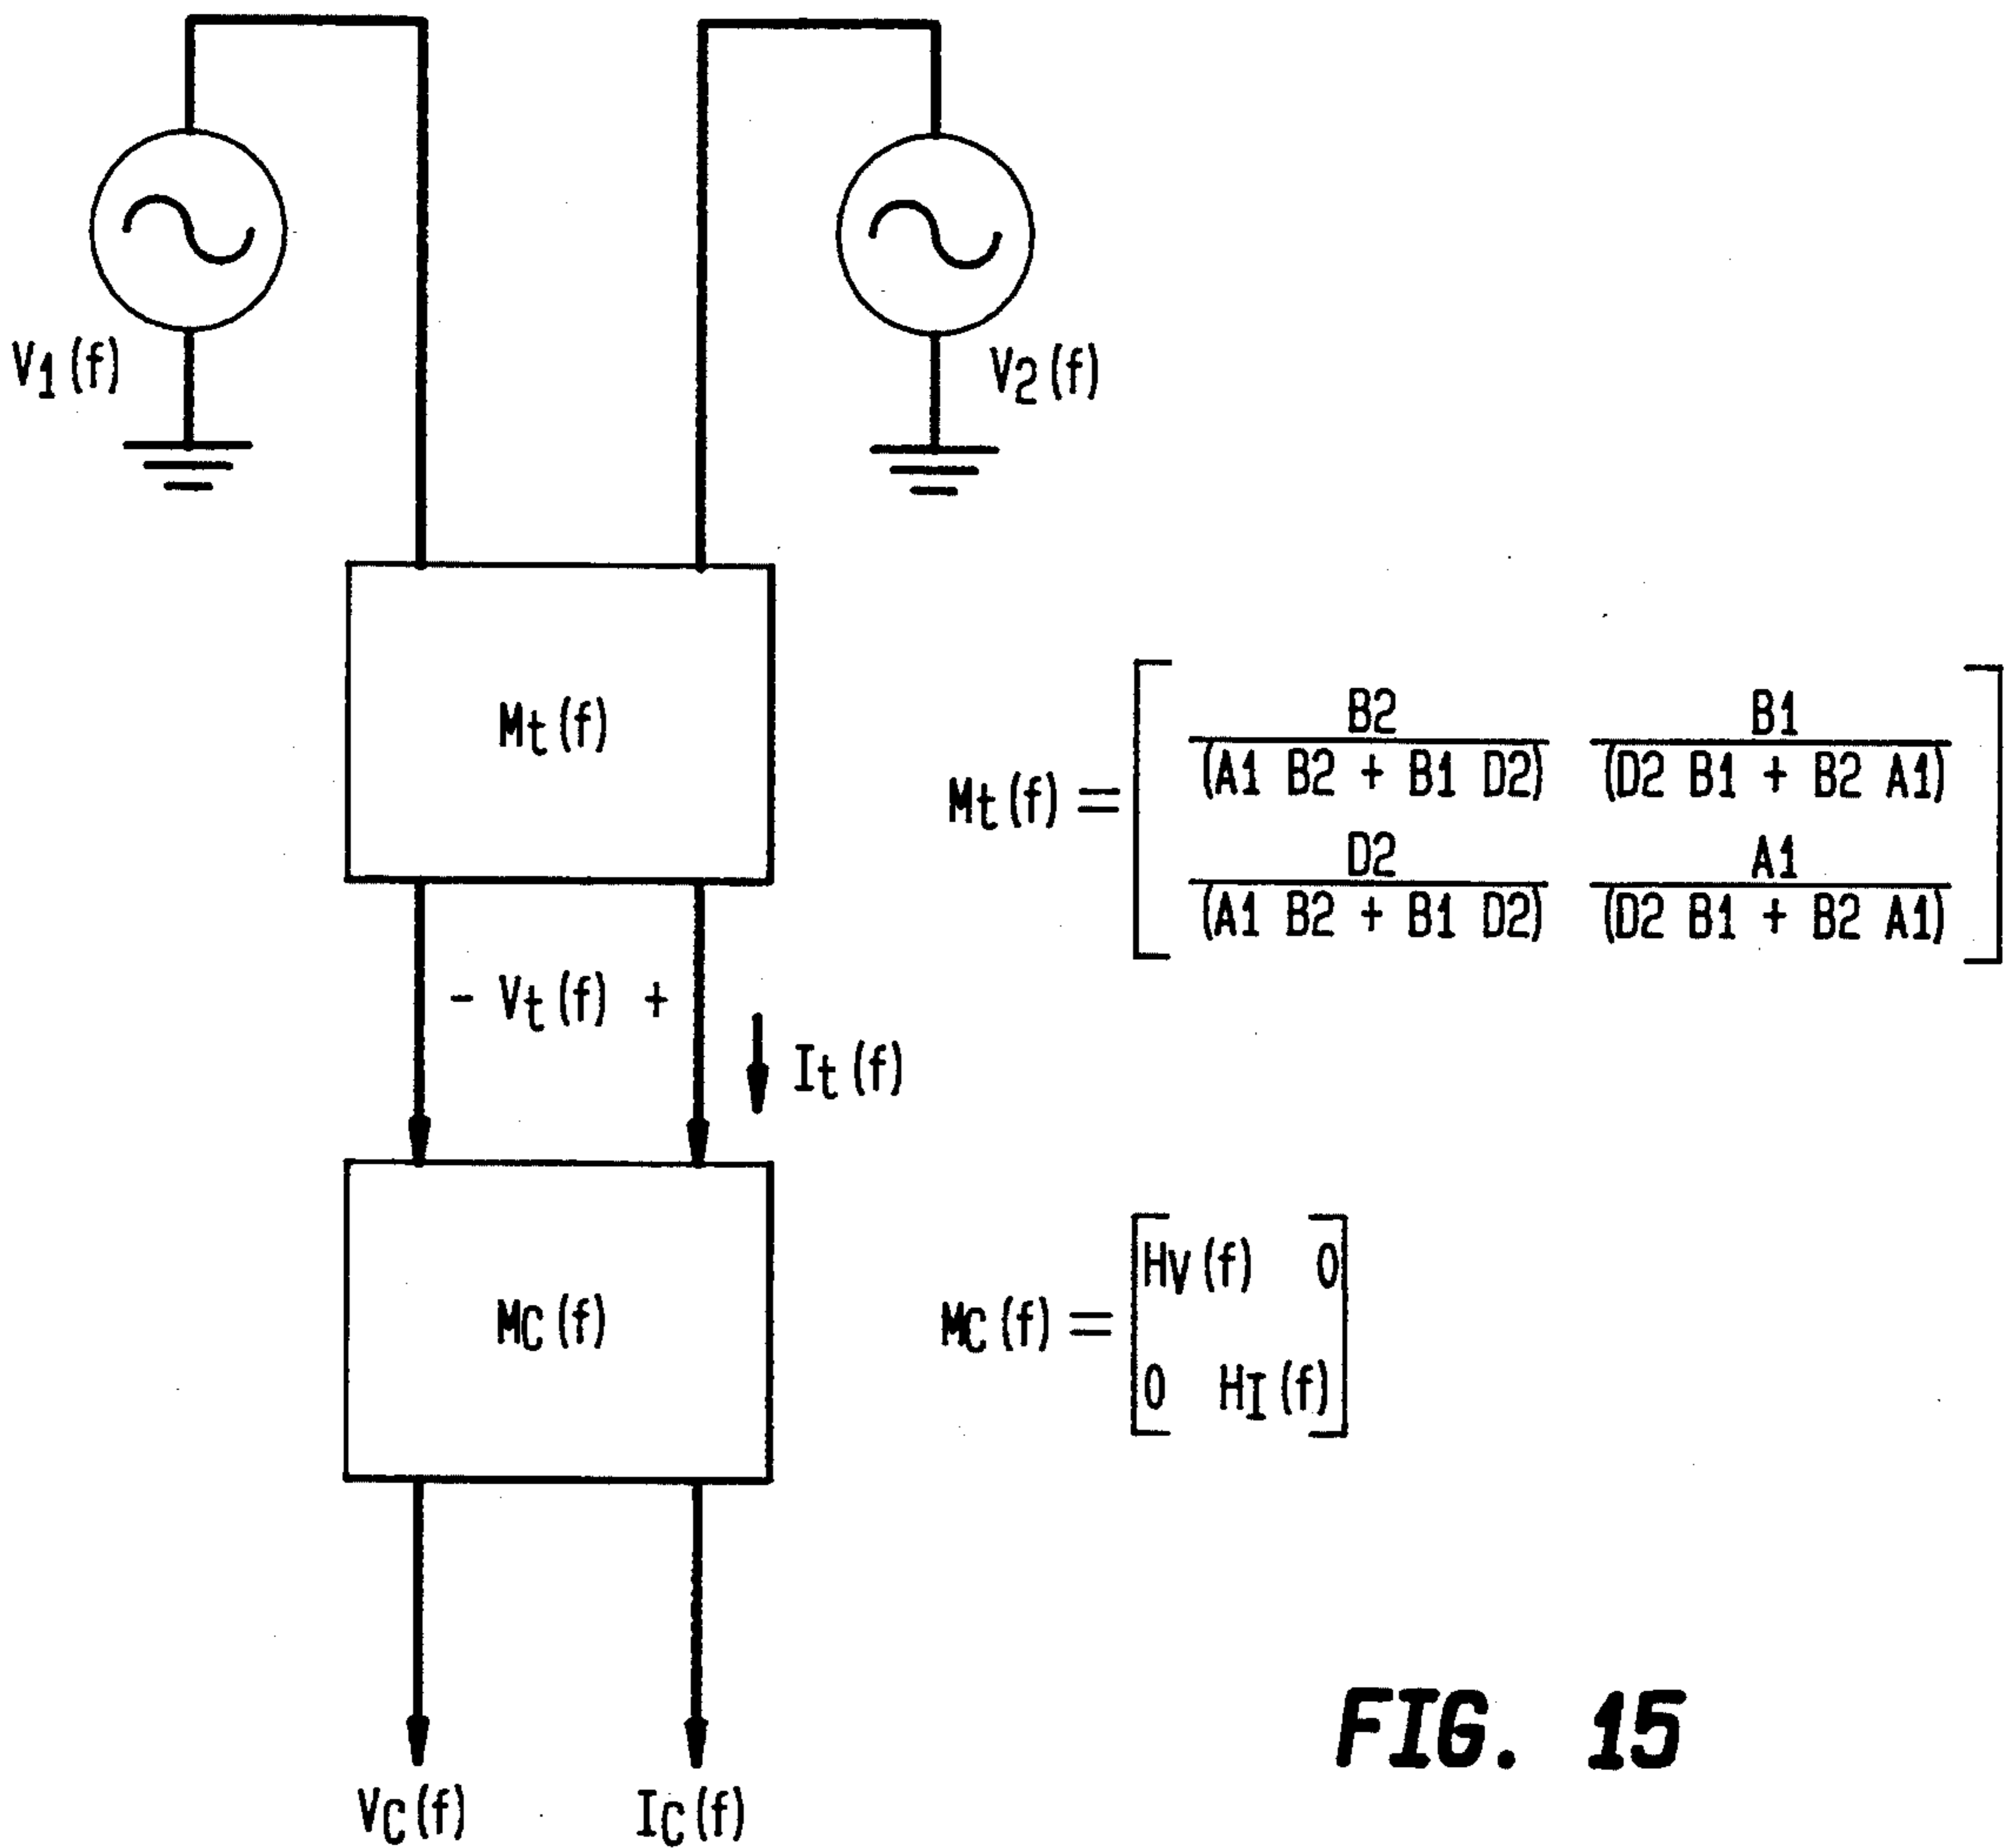 V1(f)
V2(f)
Mt(f)
Mt(f) =
B2 B1
(A1 B2 + B1 D2) (D2 B1 + B2 A1)
D2 A1
(A1 B2 + B1 D2) (D2 B1 + B2 A1)
- Vt(f) +
It(f)
MC(f)
MC(f) =
HV(f) 0
0 HI(f)
VC(f) IC(f)
FIG. 15